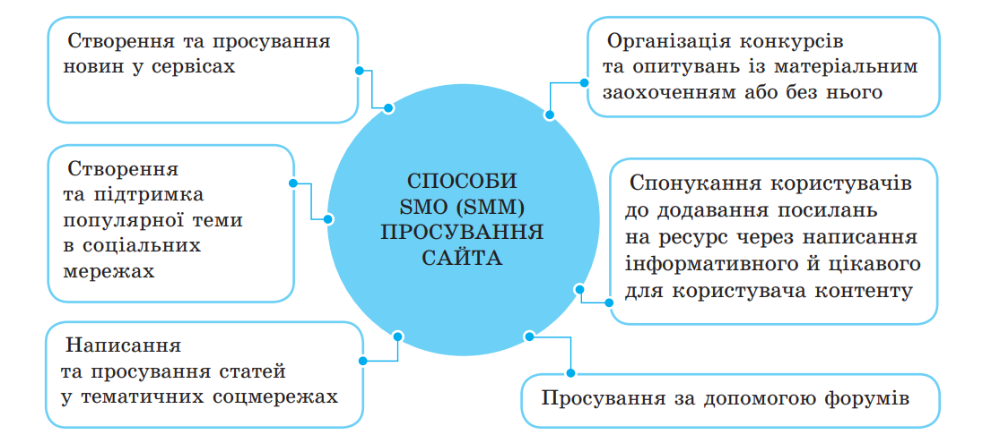 Створення та просування
новин у сервісах
Організація конкурсів
та опитувань із матеріальним
заохоченням або без нього
Створення
та підтримка
популярної теми
в соціальних
мережах
СПОСОБИ
SMO (SMM)
ПРОСУВАННЯ
САЙТА
Спонукання користувачів
до додавання посилань
на ресурс через написання
інформативного й цікавого
для користувача контенту
Написання
та просування статей
у тематичних соцмережах
Просування за допомогою форумів